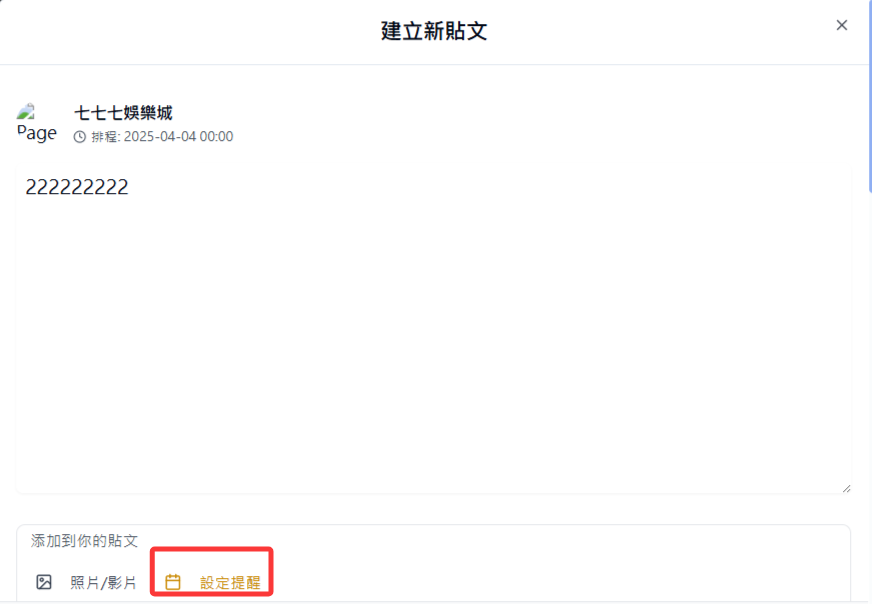 建立新貼文
七七七娛樂城
Page
排程: 2025-04-04 00:00
222222222
添加到你的貼文
照片/影片 設定提醒